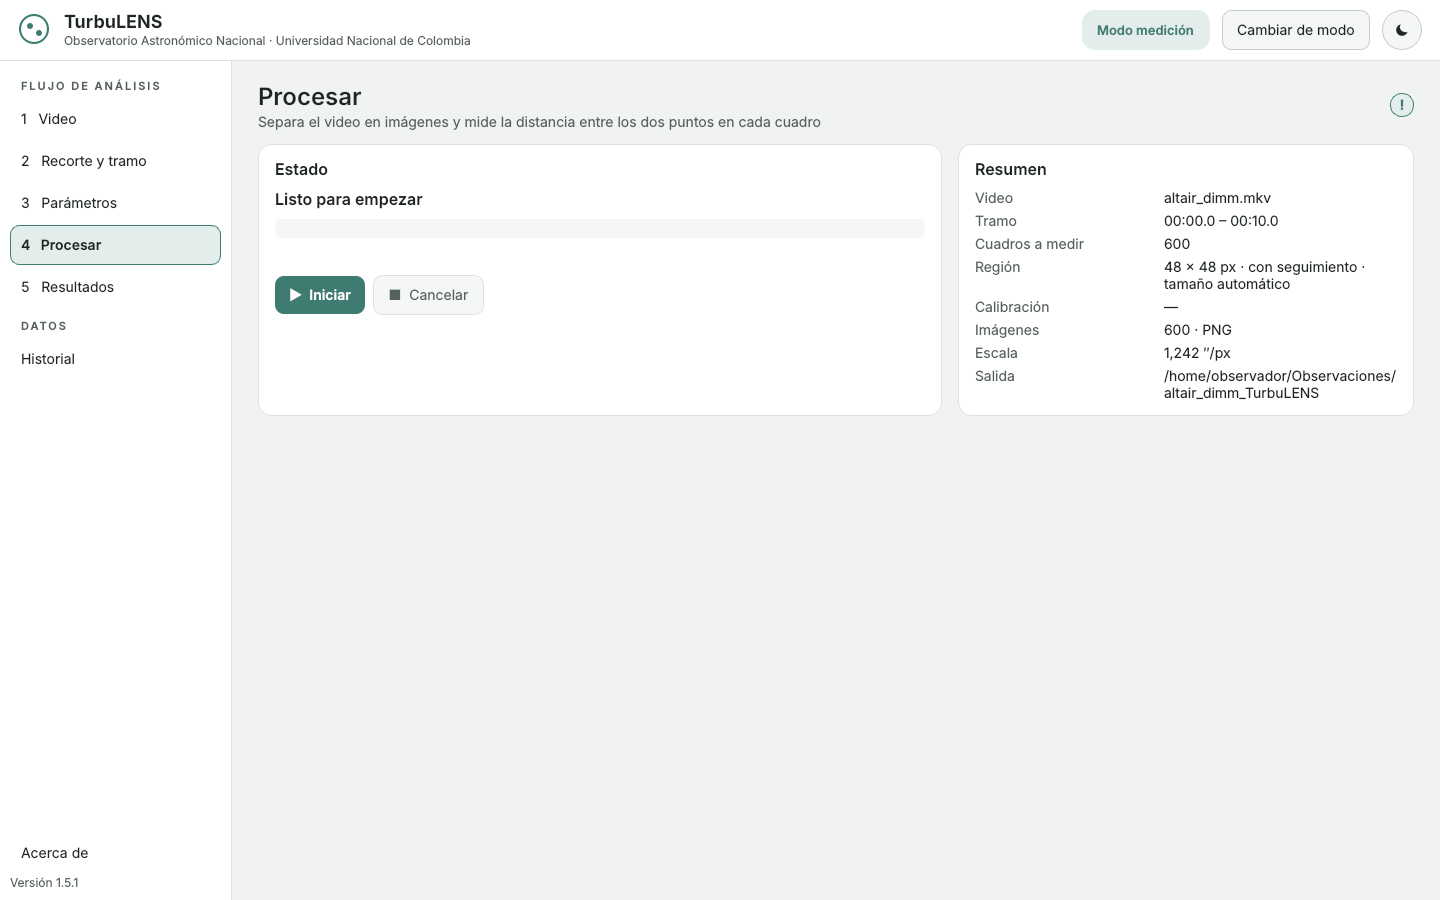 TurbuLENS
Observatorio Astronómico Nacional · Universidad Nacional de Colombia
Modo medición
Cambiar de modo
FLUJO DE ANÁLISIS
1 Video
2 Recorte y tramo
3 Parámetros
4 Procesar
5 Resultados
DATOS
Historial
Acerca de
Versión 1.5.1
Procesar
Separa el video en imágenes y mide la distancia entre los dos puntos en cada cuadro
!
Estado
Listo para empezar
Iniciar
Cancelar
Resumen
Video altair_dimm.mkv
Tramo 00:00.0 – 00:10.0
Cuadros a medir 600
Región 48 × 48 px · con seguimiento ·
tamaño automático
Calibración —
Imágenes 600 · PNG
Escala 1,242 ″/px
Salida /home/observador/Observaciones/
altair_dimm_TurbuLENS